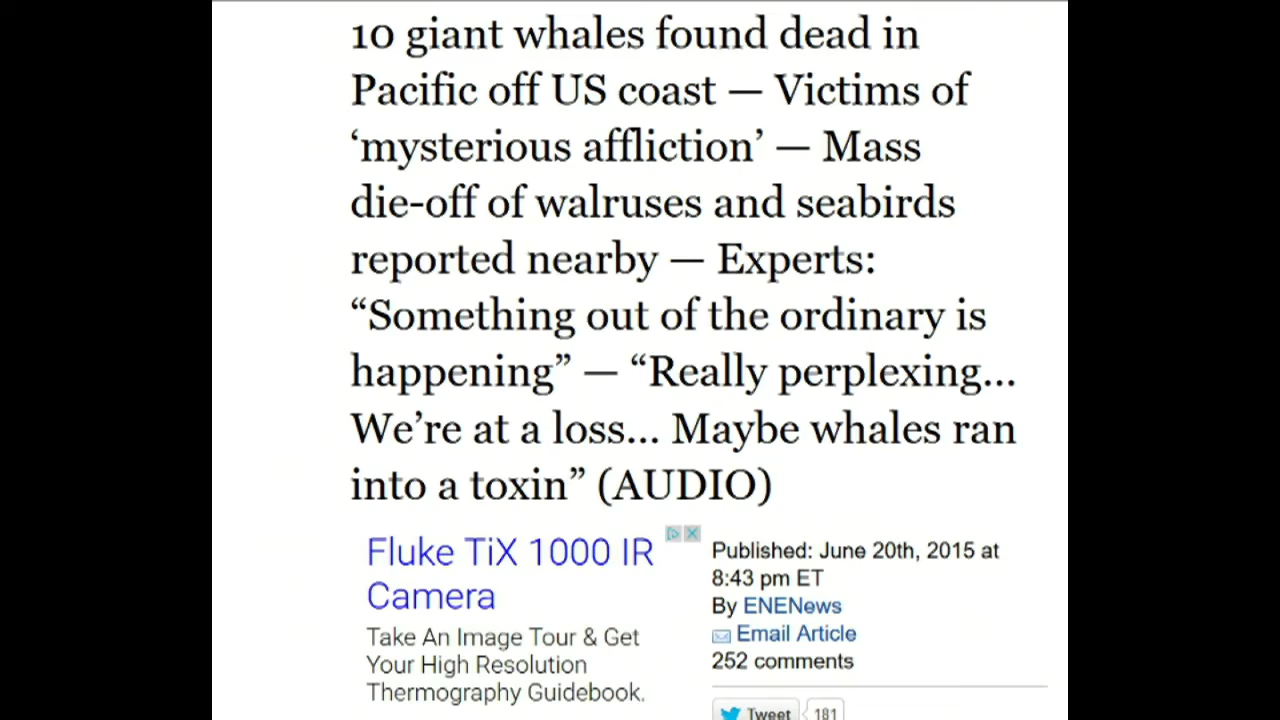 10 giant whales found dead in
Pacific off US coast — Victims of
‘mysterious affliction’ — Mass
die-off of walruses and seabirds
reported nearby — Experts:
“Something out of the ordinary is
happening” — “Really perplexing...
We’re at a loss... Maybe whales ran
into a toxin” (AUDIO)
Fluke TiX 1000 IR
Camera
Take An Image Tour & Get
Your High Resolution
Thermography Guidebook.
Published: June 20th, 2015 at
8:43 pm ET
By ENENews
Email Article
252 comments
Tweet 181